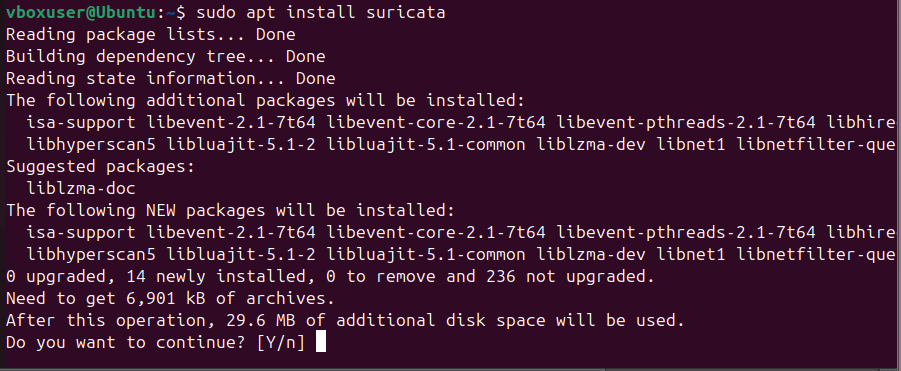 vboxuser@Ubuntu:~$ sudo apt install suricata
Reading package lists... Done
Building dependency tree... Done
Reading state information... Done
The following additional packages will be installed:
  isa-support libevent-2.1-7t64 libevent-core-2.1-7t64 libevent-pthreads-2.1-7t64 libhire
  libhyperscan5 libluajit-5.1-2 libluajit-5.1-common liblzma-dev libnet1 libnetfilter-que
Suggested packages:
  liblzma-doc
The following NEW packages will be installed:
  isa-support libevent-2.1-7t64 libevent-core-2.1-7t64 libevent-pthreads-2.1-7t64 libhire
  libhyperscan5 libluajit-5.1-2 libluajit-5.1-common liblzma-dev libnet1 libnetfilter-que
0 upgraded, 14 newly installed, 0 to remove and 236 not upgraded.
Need to get 6,901 kB of archives.
After this operation, 29.6 MB of additional disk space will be used.
Do you want to continue? [Y/n]